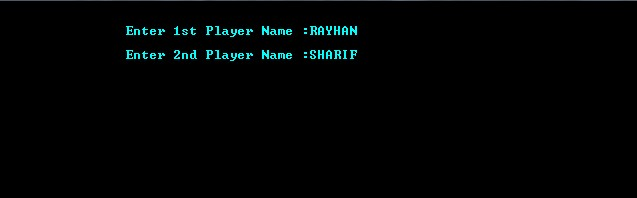 Enter 1st Player Name :RAYHAN
Enter 2nd Player Name :SHARIF